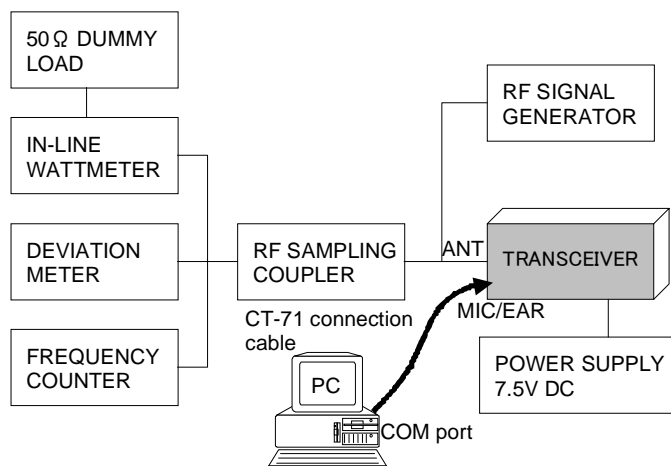 50Ω DUMMY
LOAD
RF SIGNAL
GENERATOR
IN-LINE
WATTMETER
DEVIATION
METER
RF SAMPLING
COUPLER
ANT
TRANSCEIVER
MIC/EAR
CT-71 connection
cable
FREQUENCY
COUNTER
PC
COM port
POWER SUPPLY
7.5V DC